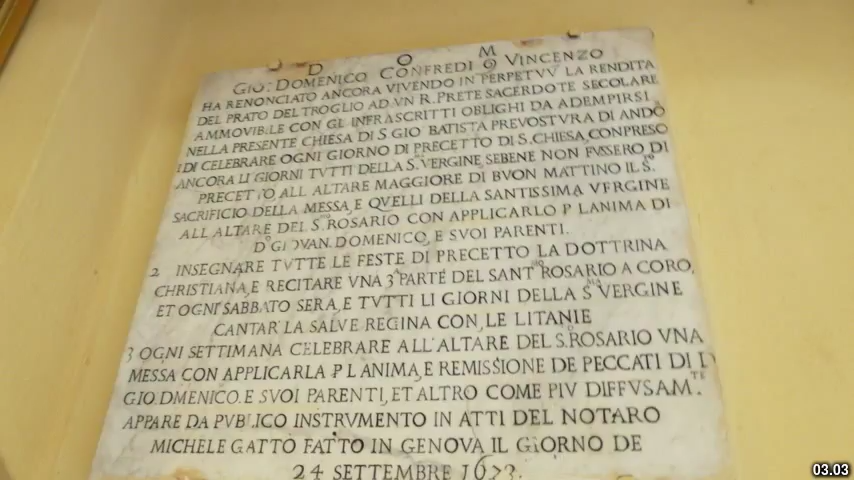 D O M
GIO: DOMENICO CONFREDI Q VINCENZO
HA RENONCIATO ANCORA VIVENDO IN PERPETVV LA RENDITA
DEL PRATO DEL TROGLIO AD VN R. PRETE SACERDOTE SECOLARE
AMMOVIBILE CON GL INFRASCRITTI OBLIGHI DA ADEMPIRSI
NELLA PRESENTE CHIESA DI S GIO BATISTA PREVOSTVRA DI ANDÒ
1 DI CELEBRARE OGNI GIORNO DI PRECETTO DI S. CHIESA, CONPRESO
ANCORA LI GIORNI TVTTI DELLA S. VERGINE SEBENE NON FVSSERO DI
PRECETTO, ALL ALTARE MAGGIORE DI BVON MATTINO IL Sº.
SACRIFICIO DELLA MESSA, E QVELLI DELLA SANTISSIMA VERGINE
ALL ALTARE DEL S. ROSARIO CON APPLICARLO P LANIMA DI
Dº GIOVAN. DOMENICO, E SVOI PARENTI.
2 INSEGNARE TVTTE LE FESTE DI PRECETTO LA DOTTRINA
CHRISTIANA, E RECITARE VNA 3ª PARTE DEL SANTMO ROSARIO A CORO,
ET OGNI SABBATO SERA, E TVTTI LI GIORNI DELLA SMA VERGINE
CANTAR LA SALVE REGINA CON, LE LITANIE
3 OGNI SETTIMANA CELEBRARE ALL'ALTARE DEL Sº. ROSARIO VNA
MESSA CON APPLICARLA P L ANIMA, E REMISSIONE DE PECCATI DI D
GIO. DMENICO. E SVOI PARENTI, ET ALTRO COME PIV DIFFVSAM.TE
APPARE DA PVBLICO INSTRVMENTO IN ATTI DEL NOTARO
MICHELE GATTO FATTO IN GENOVA IL GIORNO DE
24 SETTEMBRE 1673.
03.03